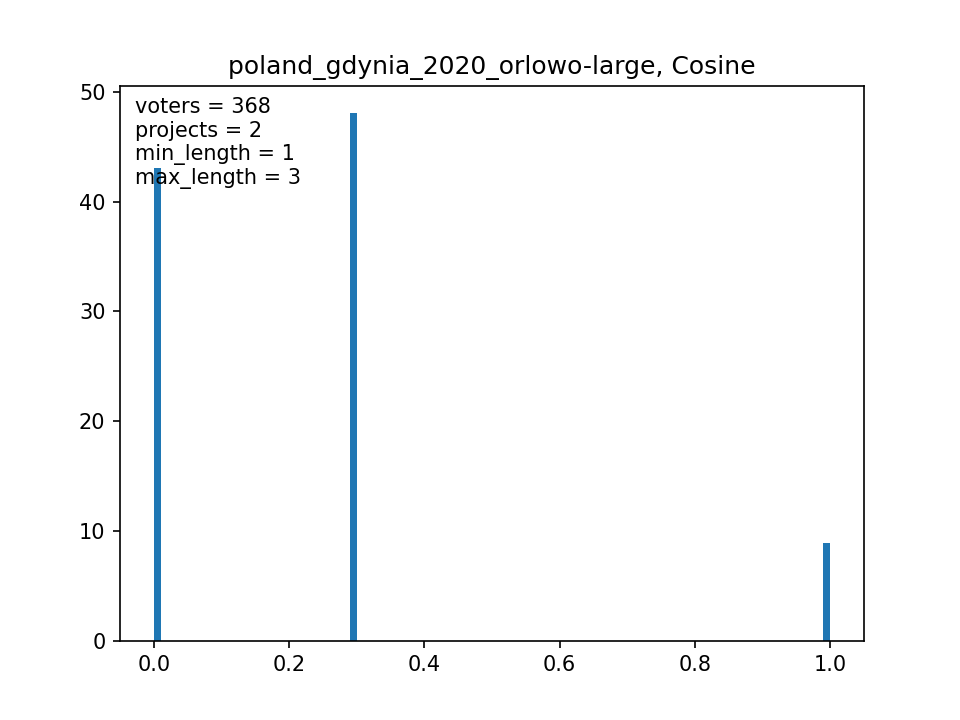 poland_gdynia_2020_orlowo-large, Cosine
50
40
30
20
10
0
voters = 368
projects = 2
min_length = 1
max_length = 3
0.0 0.2 0.4 0.6 0.8 1.0